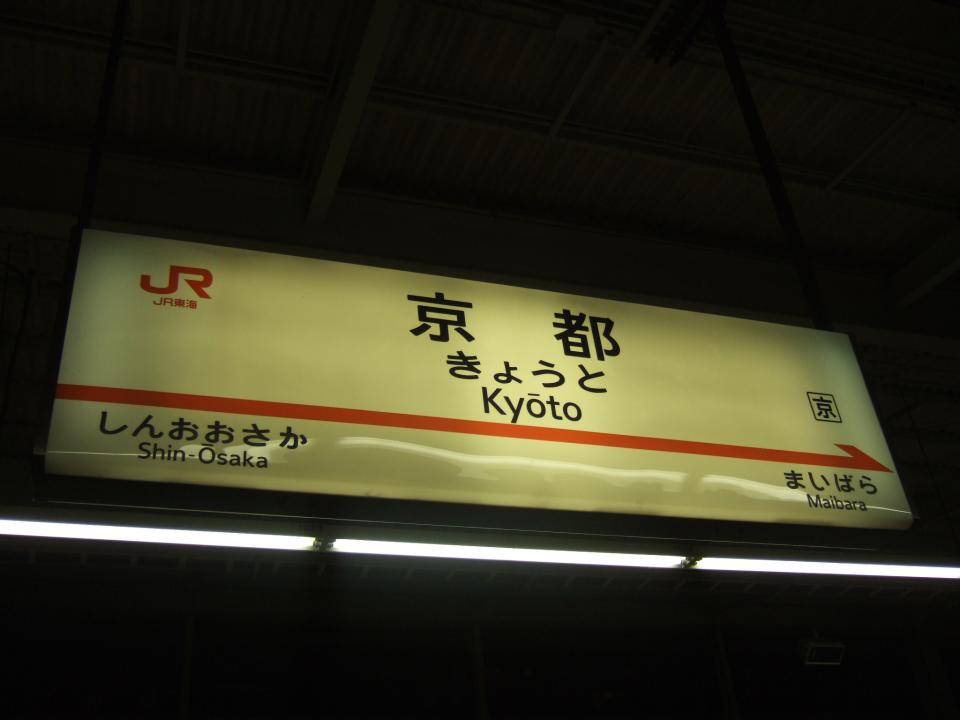 JR
JR東海
京都
きょうと
Kyōto
京
しんおおさか
Shin-Ōsaka
まいばら
Maibara